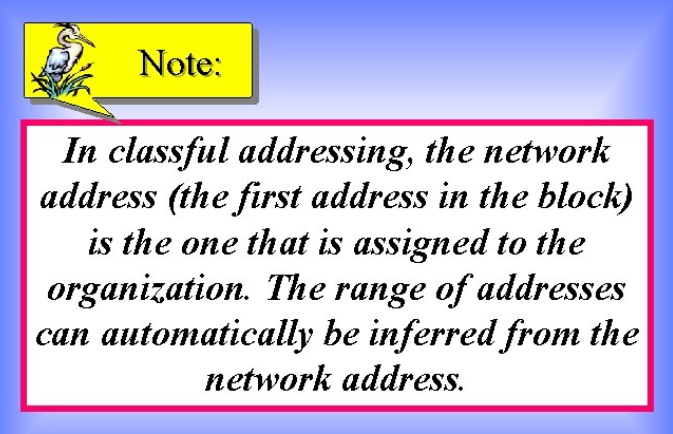 Note:
In classful addressing, the network
address (the first address in the block)
is the one that is assigned to the
organization. The range of addresses
can automatically be inferred from the
network address.